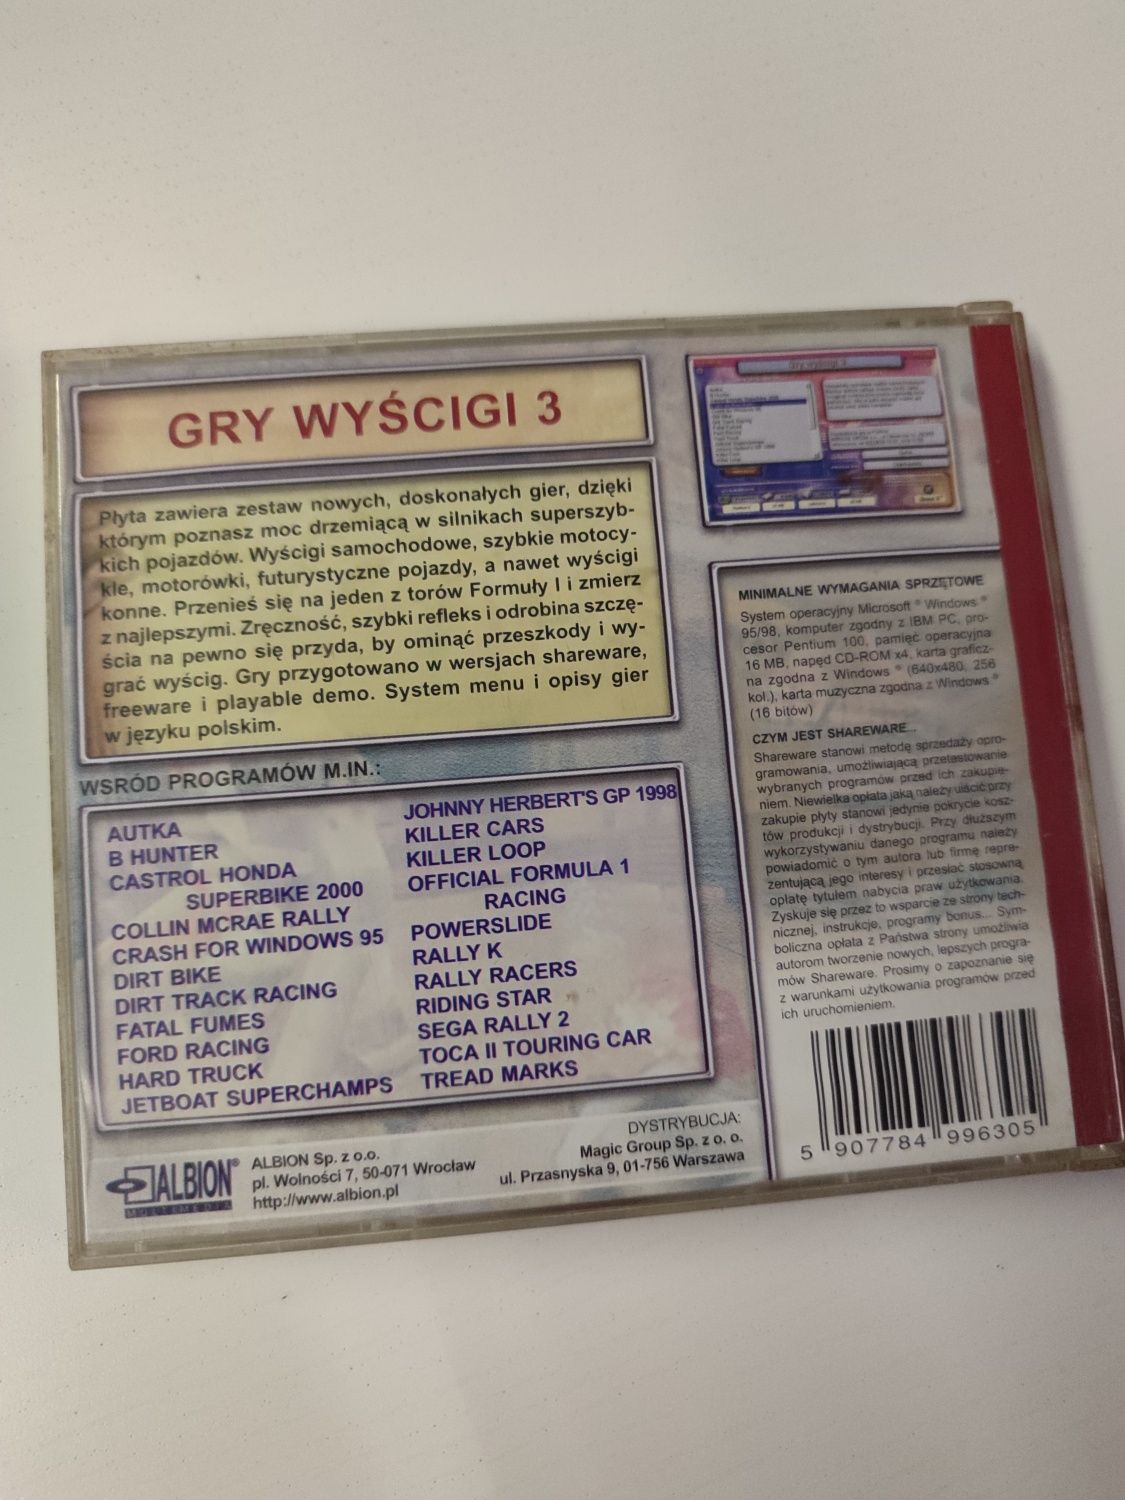 GRY WYŚCIGI 3
Płyta zawiera zestaw nowych, doskonałych gier, dzięki
którym poznasz moc drzemiącą w silnikach superszyb-
kich pojazdów. Wyścigi samochodowe, szybkie motocy-
kle, motorówki, futurystyczne pojazdy, a nawet wyścigi
konne. Przenieś się na jeden z torów Formuły I i zmierz
z najlepszymi. Zręczność, szybki refleks i odrobina szczę-
ścia na pewno się przyda, by ominąć przeszkody i wy-
grać wyścig. Gry przygotowano w wersjach shareware,
freeware i playable demo. System menu i opisy gier
w języku polskim.
WSRÓD PROGRAMÓW M.IN.:
AUTKA
B HUNTER
CASTROL HONDA
SUPERBIKE 2000
COLLIN MCRAE RALLY
CRASH FOR WINDOWS 95
DIRT BIKE
DIRT TRACK RACING
FATAL FUMES
FORD RACING
HARD TRUCK
JETBOAT SUPERCHAMPS
JOHNNY HERBERT'S GP 1998
KILLER CARS
KILLER LOOP
OFFICIAL FORMULA 1
RACING
POWERSLIDE
RALLY K
RALLY RACERS
RIDING STAR
SEGA RALLY 2
TOCA II TOURING CAR
TREAD MARKS
ALBION®
MULTIMEDIA
ALBION Sp. z o.o.
pl. Wolności 7, 50-071 Wrocław
http://www.albion.pl
DYSTRYBUCJA:
Magic Group Sp. z o. o.
ul. Przasnyska 9, 01-756 Warszawa
Gry wyścigi 3
MINIMALNE WYMAGANIA SPRZĘTOWE
System operacyjny Microsoft ® Windows ®
95/98, komputer zgodny z IBM PC, pro-
cesor Pentium 100, pamięć operacyjna
16 MB, napęd CD-ROM x4, karta graficz-
na zgodna z Windows ® (640x480, 256
kol.), karta muzyczna zgodna z Windows ®
(16 bitów)
CZYM JEST SHAREWARE...
Shareware stanowi metodę sprzedaży opro-
gramowania, umożliwiającą przetestowanie
wybranych programów przed ich zakupie-
niem. Niewielka opłata jaką należy uiścić przy
zakupie płyty stanowi jedynie pokrycie kosz-
tów produkcji i dystrybucji. Przy dłuższym
wykorzystywaniu danego programu należy
powiadomić o tym autora lub firmę repre-
zentującą jego interesy i przesłać stosowną
opłatę tytułem nabycia praw użytkowania.
Zyskuje się przez to wsparcie ze strony tech-
nicznej, instrukcje, programy bonus... Sym-
boliczna opłata z Państwa strony umożliwia
autorom tworzenie nowych, lepszych progra-
mów Shareware. Prosimy o zapoznanie się
z warunkami użytkowania programów przed
ich uruchomieniem.
5 907784 996305